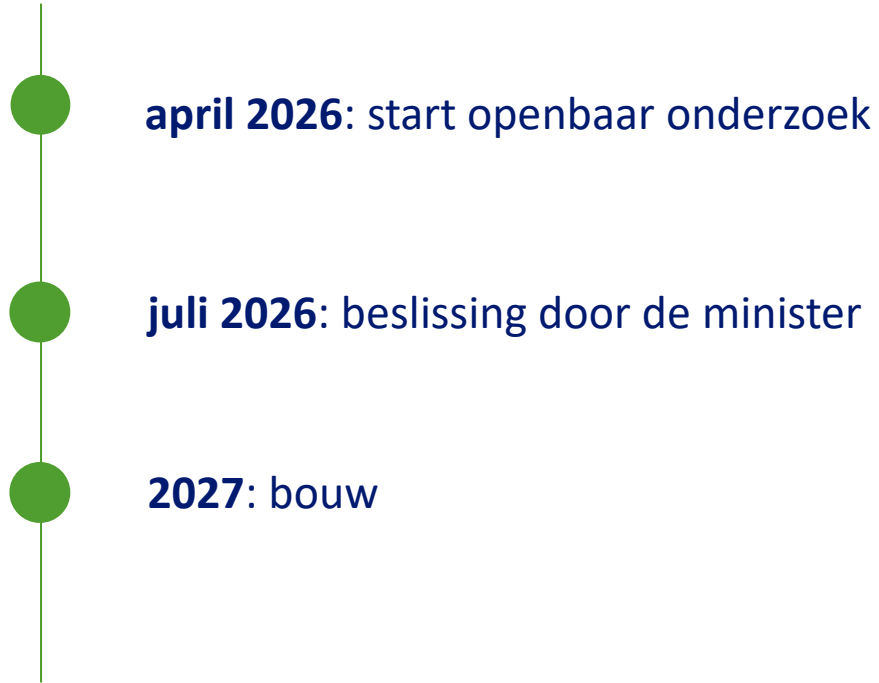 april 2026: start openbaar onderzoek
juli 2026: beslissing door de minister
2027: bouw